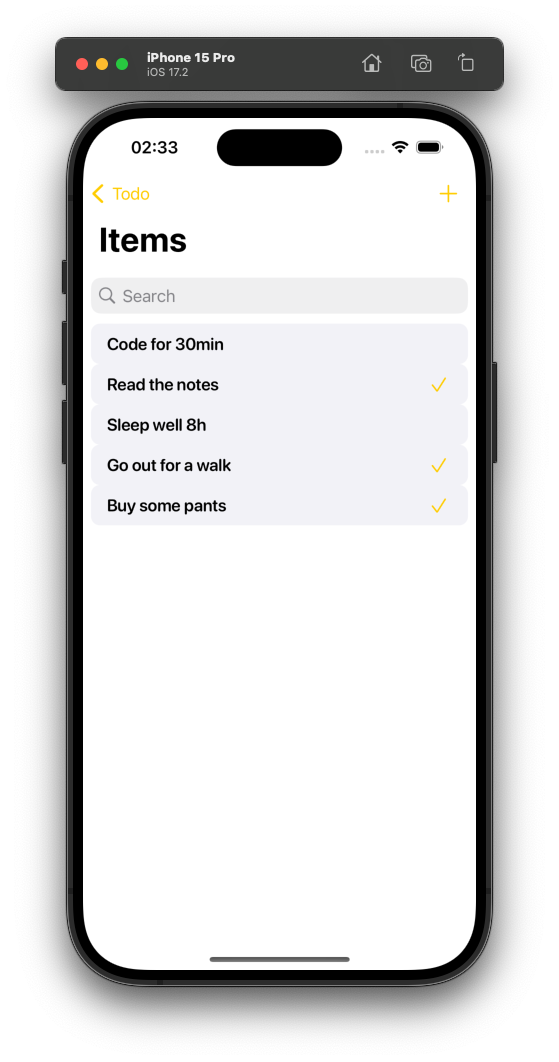 iPhone 15 Pro
iOS 17.2
02:33
Todo
Items
Search
Code for 30min
Read the notes
Sleep well 8h
Go out for a walk
Buy some pants